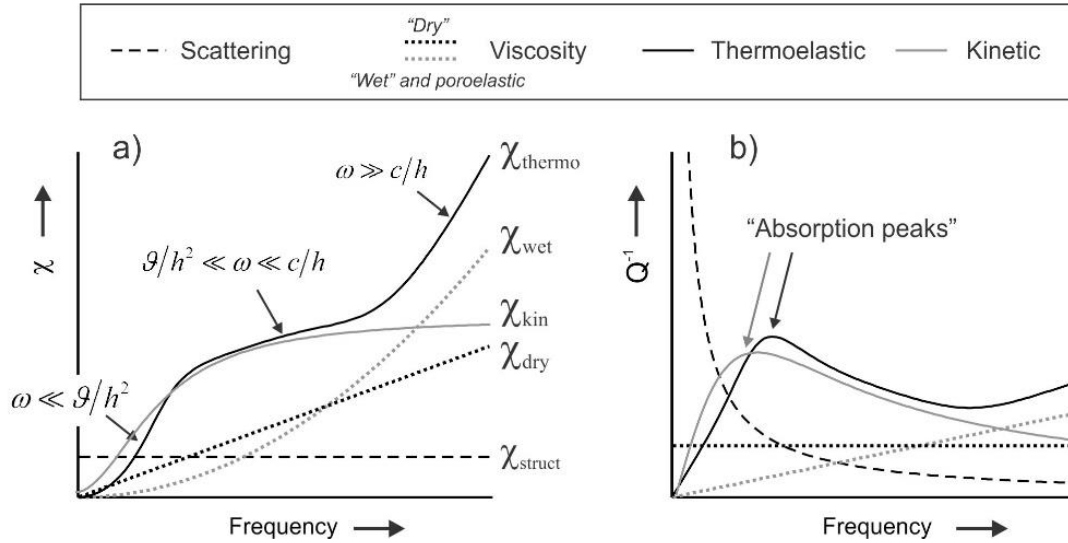 "Dry"
Scattering
Viscosity
Thermoelastic
Kinetic
"Wet" and poroelastic
a)
χ
ω ≫ c/h
ϑ/h² ≪ ω ≪ c/h
ω ≪ ϑ/h²
χthermo
χwet
χkin
χdry
χstruct
Frequency
b)
Q⁻¹
“Absorption peaks”
Frequency